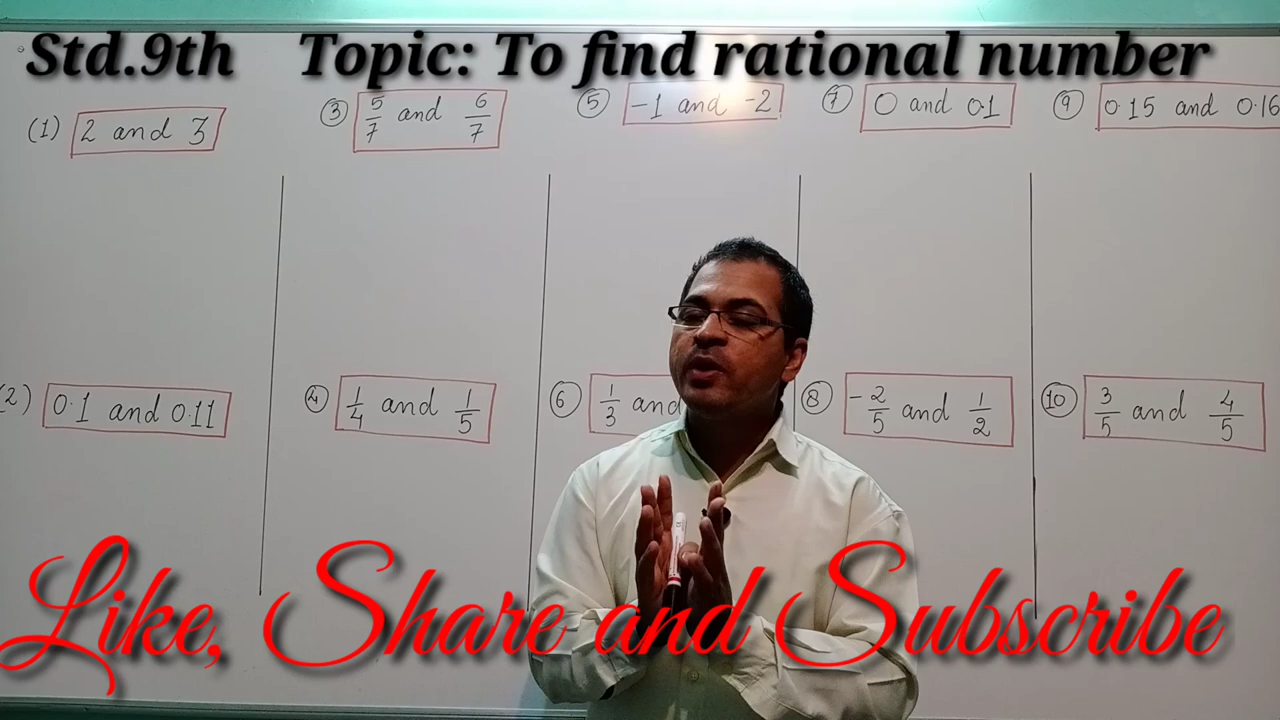 Std.9th Topic: To find rational number
(1) 2 and 3
③ 5/7 and 6/7
⑤ -1 and -2
⑦ 0 and 0.1
⑨ 0.15 and 0.16
(2) 0.1 and 0.11
④ 1/4 and 1/5
⑥ 1/3 and
⑧ -2/5 and 1/2
⑩ 3/5 and 4/5
Like, Share and Subscribe